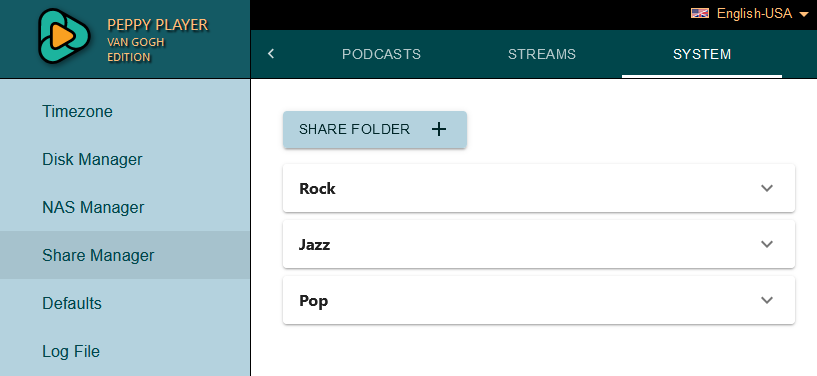 PEPPY PLAYER
VAN GOGH
EDITION
English-USA
PODCASTS
STREAMS
SYSTEM
Timezone
Disk Manager
NAS Manager
Share Manager
Defaults
Log File
SHARE FOLDER
Rock
Jazz
Pop